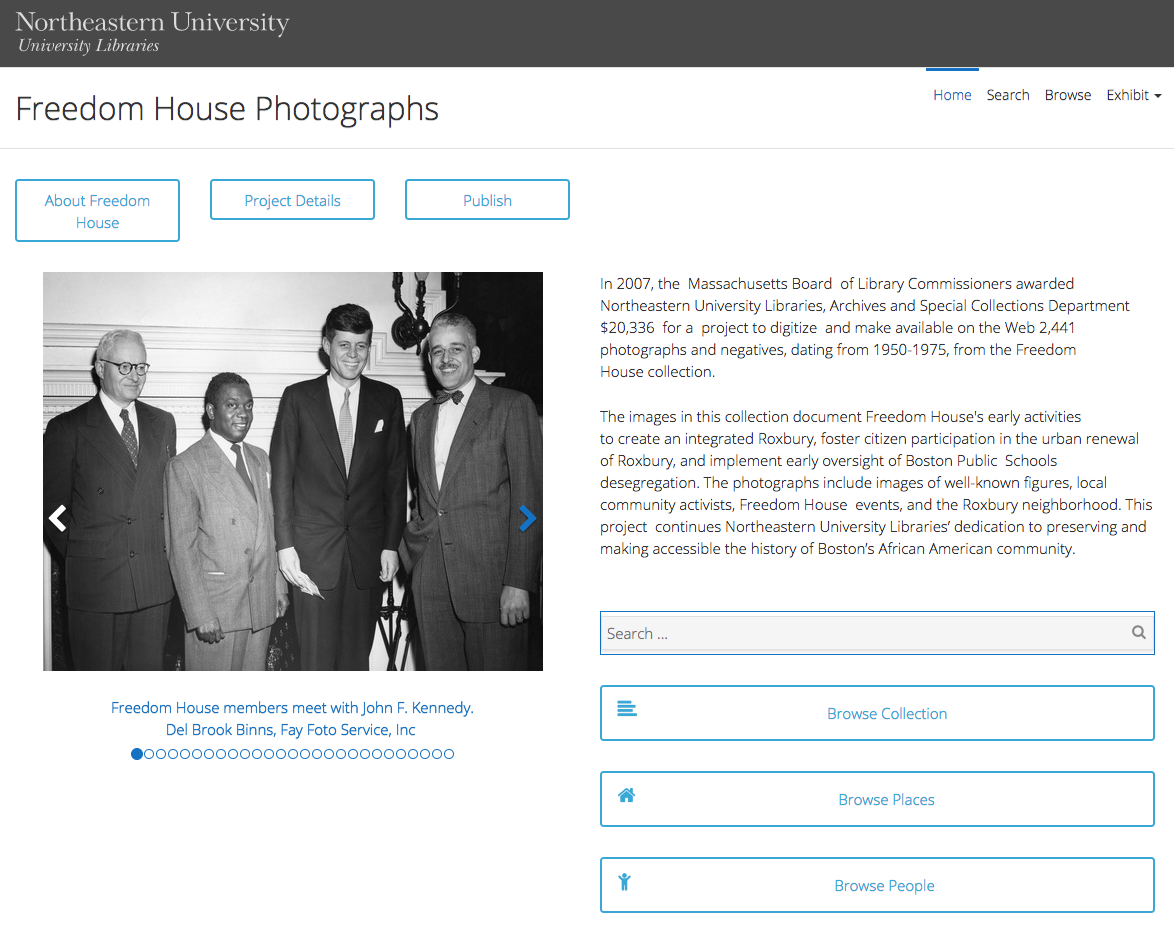 Northeastern University
University Libraries
Freedom House Photographs
Home Search Browse Exhibit
About Freedom
House
Project Details
Publish
In 2007, the Massachusetts Board of Library Commissioners awarded
Northeastern University Libraries, Archives and Special Collections Department
$20,336 for a project to digitize and make available on the Web 2,441
photographs and negatives, dating from 1950-1975, from the Freedom
House collection.
The images in this collection document Freedom House's early activities
to create an integrated Roxbury, foster citizen participation in the urban renewal
of Roxbury, and implement early oversight of Boston Public Schools
desegregation. The photographs include images of well-known figures, local
community activists, Freedom House events, and the Roxbury neighborhood. This
project continues Northeastern University Libraries’ dedication to preserving and
making accessible the history of Boston’s African American community.
Freedom House members meet with John F. Kennedy.
Del Brook Binns, Fay Foto Service, Inc
Search ...
Browse Collection
Browse Places
Browse People